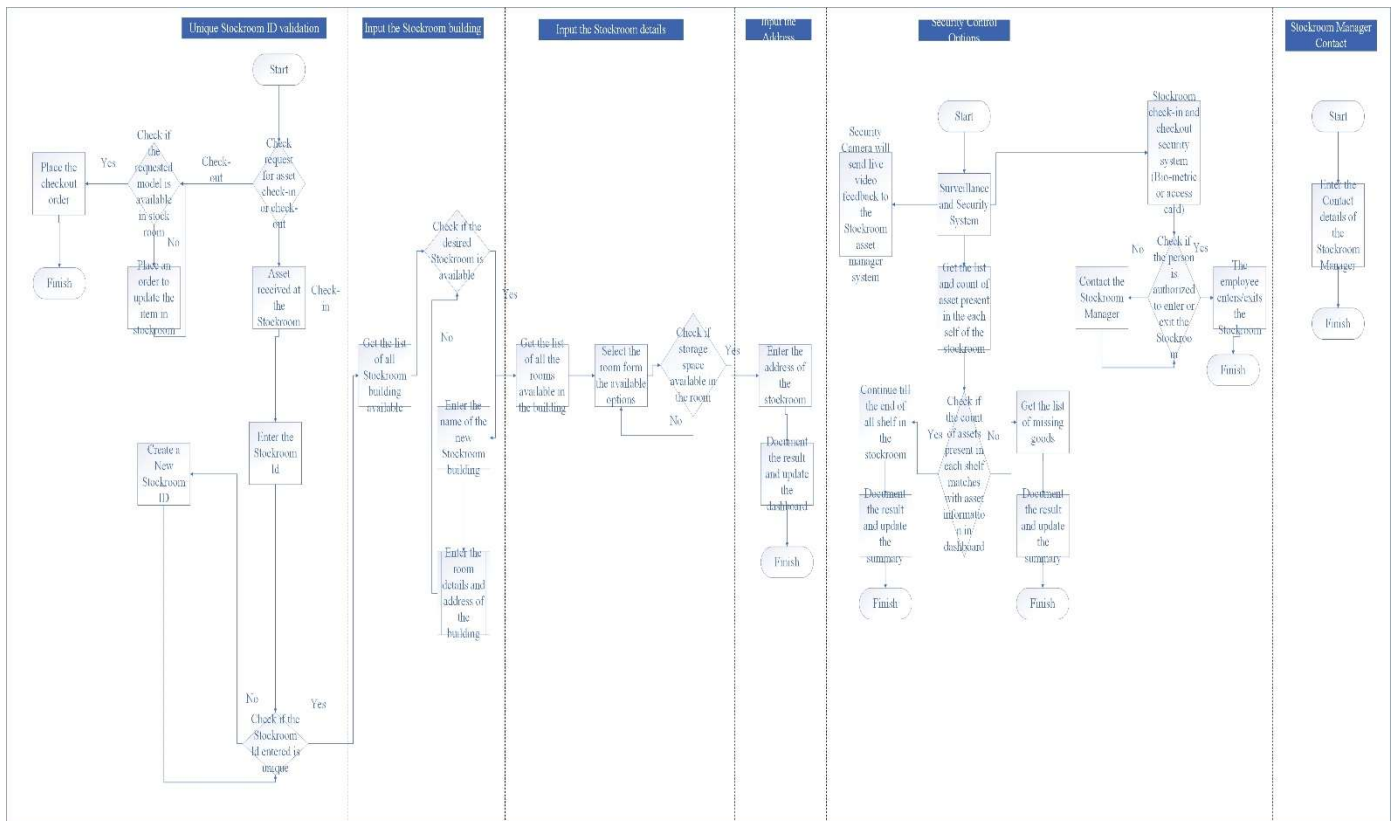 Unique Stockroom ID validation
Start
Check
request
for asset
check-in
or check-
out
Check-
out
Check if
the
requested
model is
available
in stock
room
Yes
Place the
checkout
order
Finish
No
Place an
order to
update the
item in
stockroom
Asset
received at
the
Stockroom
Check-
in
Enter the
Stockroom
Id
Create a
New
Stockroom
ID
No
Yes
Check if the
Stockroom
Id entered is
unique
Input the Stockroom building
Get the list
of all
Stockroom
building
available
Check if the
desired
Stockroom is
available
Yes
No
Enter the
name of the
new
Stockroom
building
Enter the
room
details and
address of
the
building
Input the Stockroom details
Get the list
of all the
rooms
available in
the building
Select the
room form
the available
options
Check if
storage
space
available in
the room
Yes
No
Input the
Address
Enter the
address of
the
stockroom
Document
the result
and update
the
dashboard
Finish
Security Control
Options
Start
Surveillance
and Security
System
Security
Camera will
send live
video
feedback to
the
Stockroom
asset
manager
system
Get the list
and count of
asset present
in the each
self of the
stockroom
Check if
the count
of assets
present in
each shelf
matches
with asset
informatio
n in
dashboard
Yes
No
Continue till
the end of
all shelf in
the
stockroom
Document
the result
and update
the
summary
Finish
Get the list
of missing
goods
Document
the result
and update
the
summary
Finish
Stockroom
check-in and
checkout
security
system
(Bio-metric
or access
card)
Check if
the person
is
authorized
to enter or
exit the
Stockroo
m
No
Yes
Contact the
Stockroom
Manager
The
employee
enters/exits
the
Stockroom
Finish
Stockroom Manager
Contact
Start
Enter the
Contact
details of
the
Stockroom
Manager
Finish